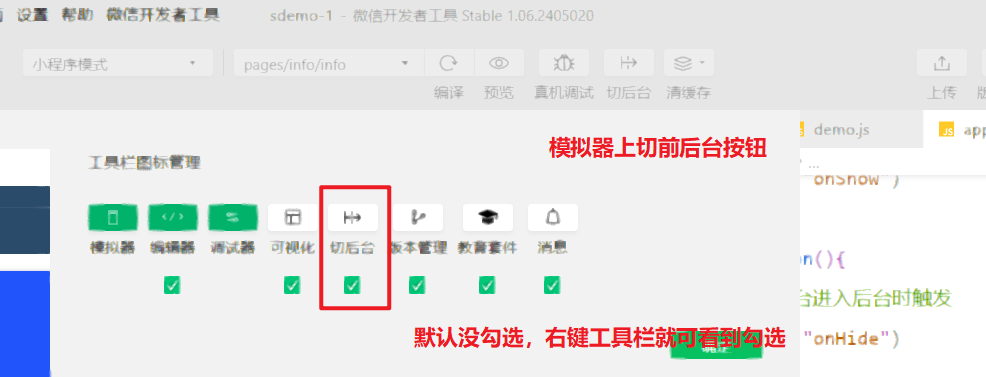 设置 帮助 微信开发者工具
sdemo-1 - 微信开发者工具 Stable 1.06.2405020
小程序模式
pages/info/info
编译 预览 真机调试 切后台 清缓存
上传
demo.js
JS app
模拟器上切前后台按钮
工具栏图标管理
...
onShow")
模拟器 编辑器 调试器 可视化 切后台 版本管理 教育套件 消息
(){
台进入后台时触发
默认没勾选，右键工具栏就可看到勾选
"onHide")